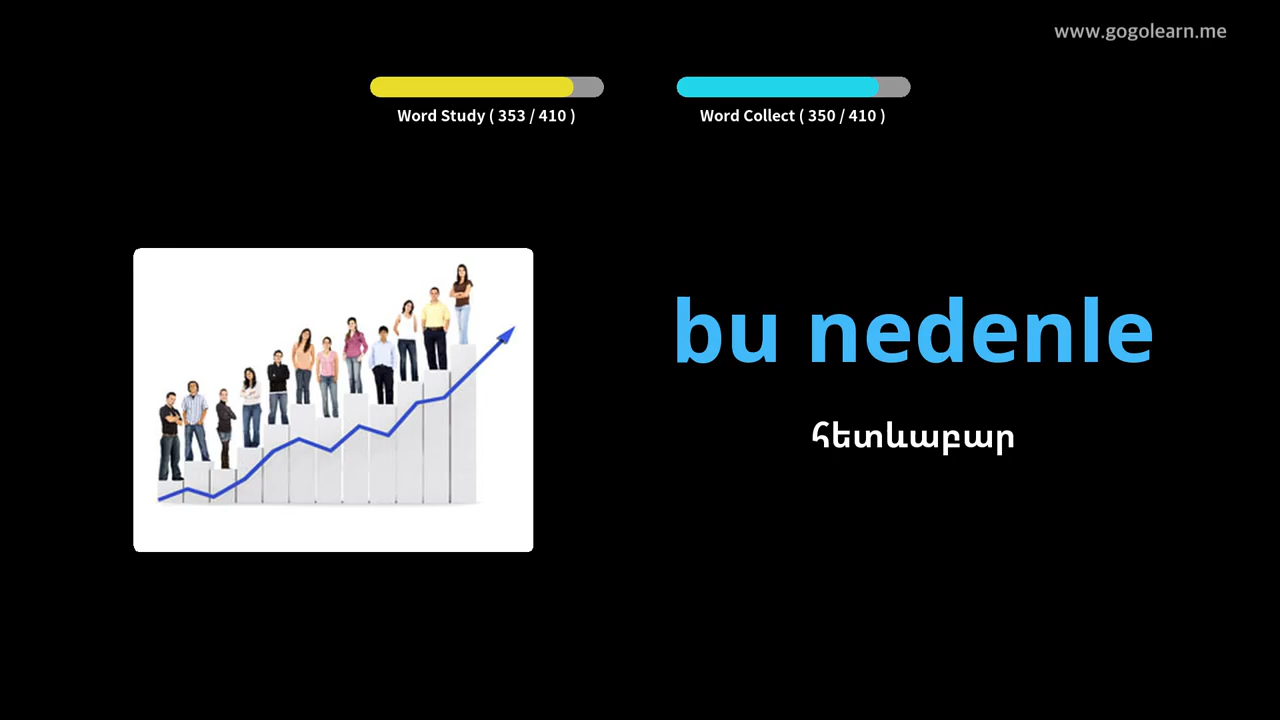 www.gogolearn.me
Word Study ( 353 / 410 )
Word Collect ( 350 / 410 )
bu nedenle
հետևաբար